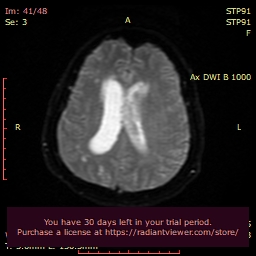 Im: 41/48
Se: 3
A
STP91
STP91
F
Ax DWI B 1000
R
L
You have 30 days left in your trial period.
Purchase a license at https://radiantviewer.com/store/